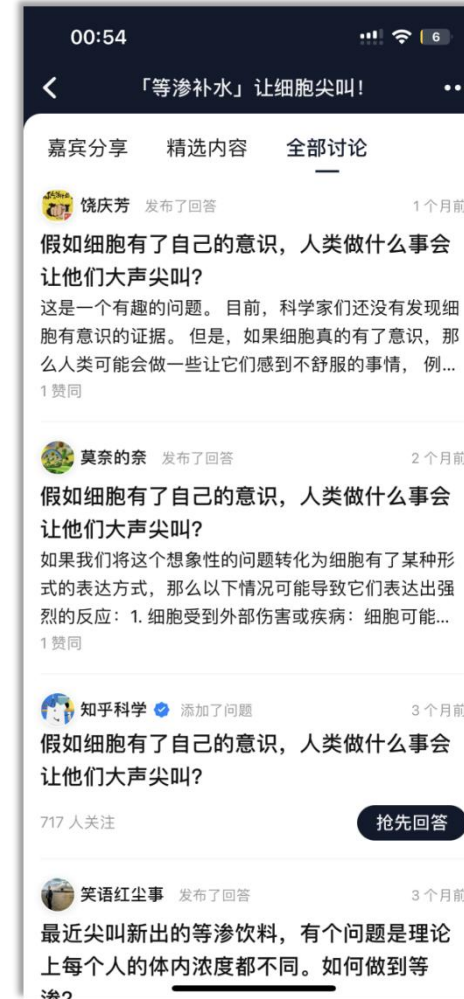 00:54
6
「等渗补水」让细胞尖叫！
嘉宾分享 精选内容 全部讨论
饶庆芳 发布了回答 1 个月前
假如细胞有了自己的意识，人类做什么事会
让他们大声尖叫？
这是一个有趣的问题。 目前，科学家们还没有发现细
胞有意识的证据。 但是，如果细胞真的有了意识，那
么人类可能会做一些让它们感到不舒服的事情， 例...
1 赞同
莫奈的奈 发布了回答 2 个月前
假如细胞有了自己的意识，人类做什么事会
让他们大声尖叫？
如果我们将这个想象性的问题转化为细胞有了某种形
式的表达方式，那么以下情况可能导致它们表达出强
烈的反应：1. 细胞受到外部伤害或疾病：细胞可能...
1 赞同
知乎科学 添加了问题 3 个月前
假如细胞有了自己的意识，人类做什么事会
让他们大声尖叫？
717 人关注 抢先回答
笑语红尘事 发布了回答 3 个月前
最近尖叫新出的等渗饮料，有个问题是理论
上每个人的体内浓度都不同。如何做到等
渗？